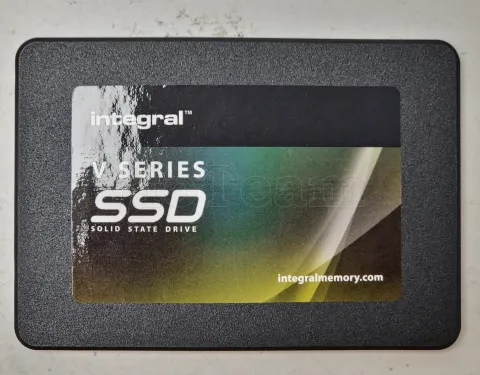 integral™
V SERIES
SSD
SOLID STATE DRIVE
integralmemory.com